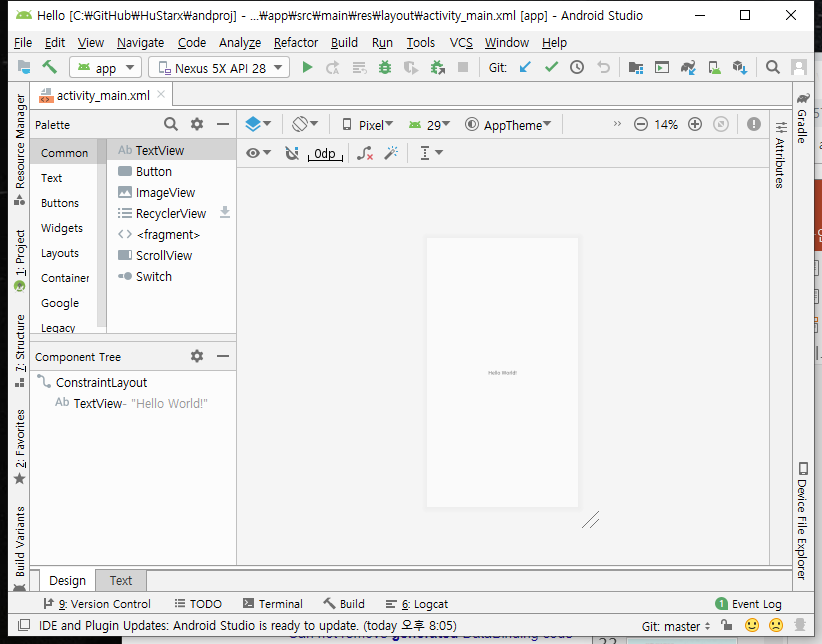 Hello [C:₩GitHub₩HuStarx₩andproj] - ...₩app₩src₩main₩res₩layout₩activity_main.xml [app] - Android Studio
File Edit View Navigate Code Analyze Refactor Build Run Tools VCS Window Help
app Nexus 5X API 28 Git:
activity_main.xml
Resource Manager
1: Project
7: Structure
2: Favorites
Build Variants
Palette
Common
Text
Buttons
Widgets
Layouts
Container
Google
Legacy
Ab TextView
Button
ImageView
RecyclerView
<fragment>
ScrollView
Switch
Component Tree
ConstraintLayout
Ab TextView- "Hello World!"
Pixel 29 AppTheme » 14%
0dp
Hello World!
Attributes
Gradle
Device File Explorer
Design Text
9: Version Control TODO Terminal Build 6: Logcat 1 Event Log
IDE and Plugin Updates: Android Studio is ready to update. (today 오후 8:05) Git: master